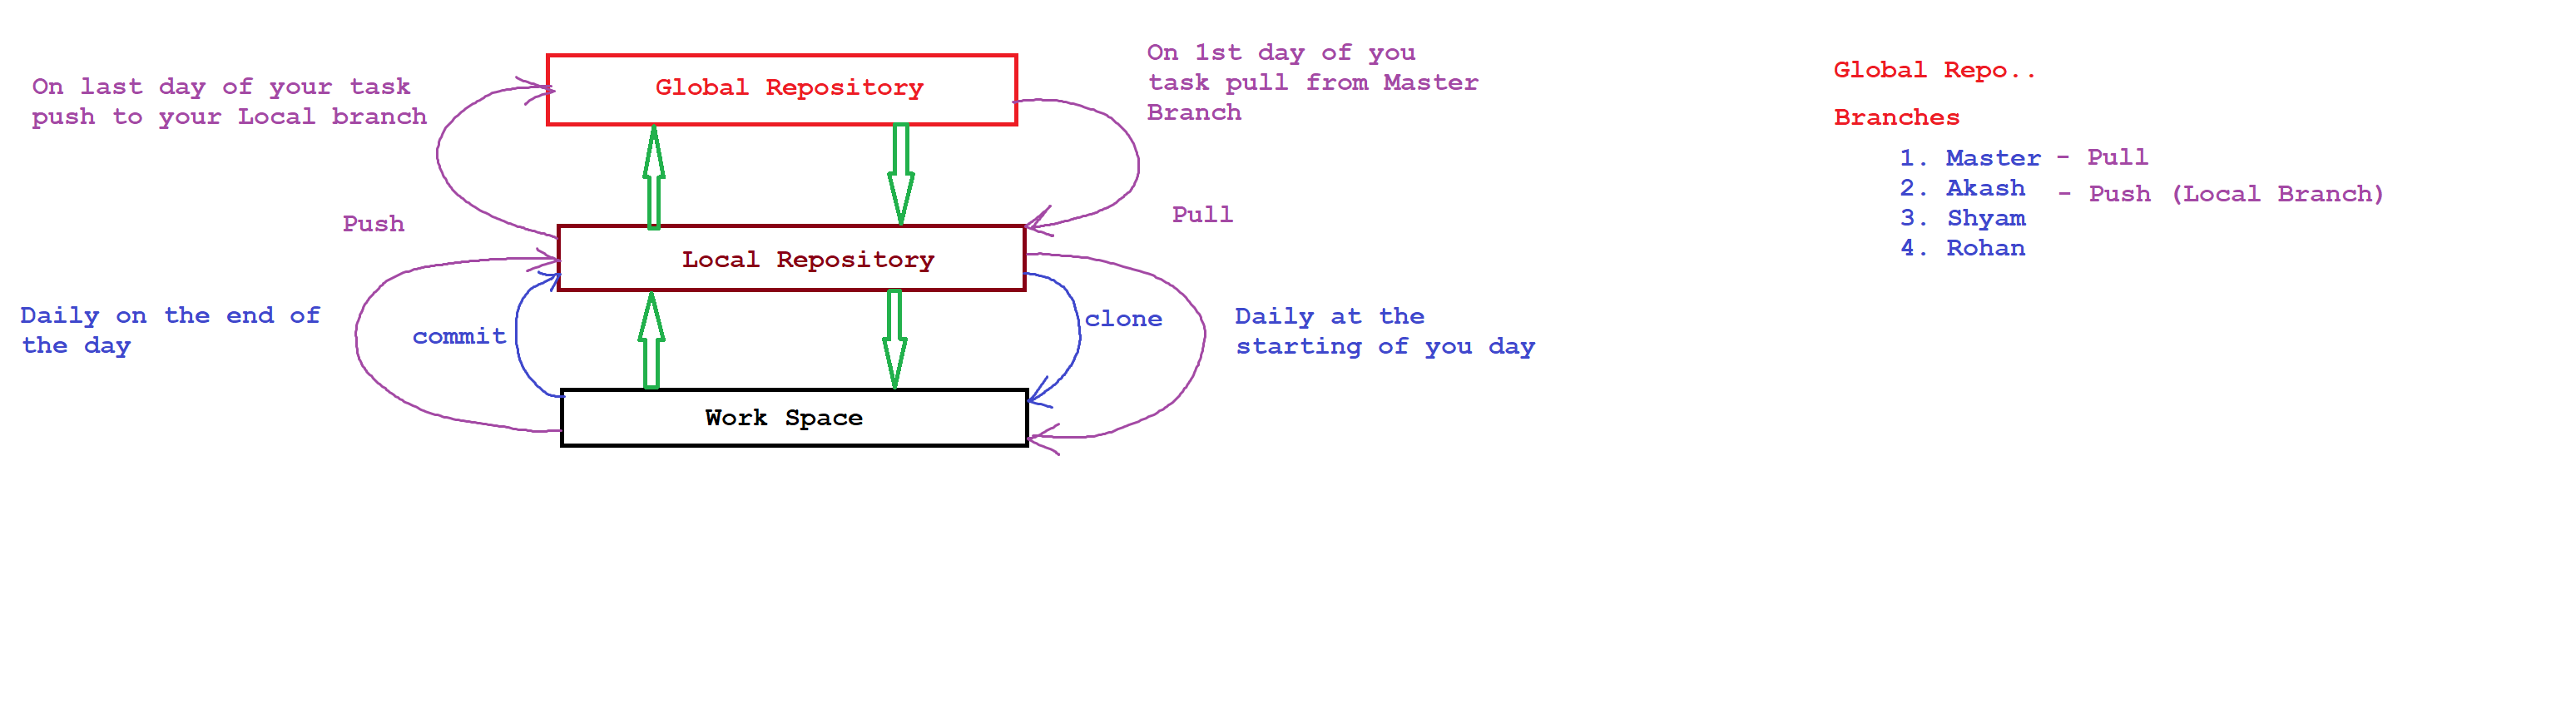 On last day of your task
push to your Local branch
Global Repository
On 1st day of you
task pull from Master
Branch
Push
Pull
Local Repository
Daily on the end of
the day
commit
clone
Daily at the
starting of you day
Work Space
Global Repo..
Branches
1. Master - Pull
2. Akash - Push (Local Branch)
3. Shyam
4. Rohan